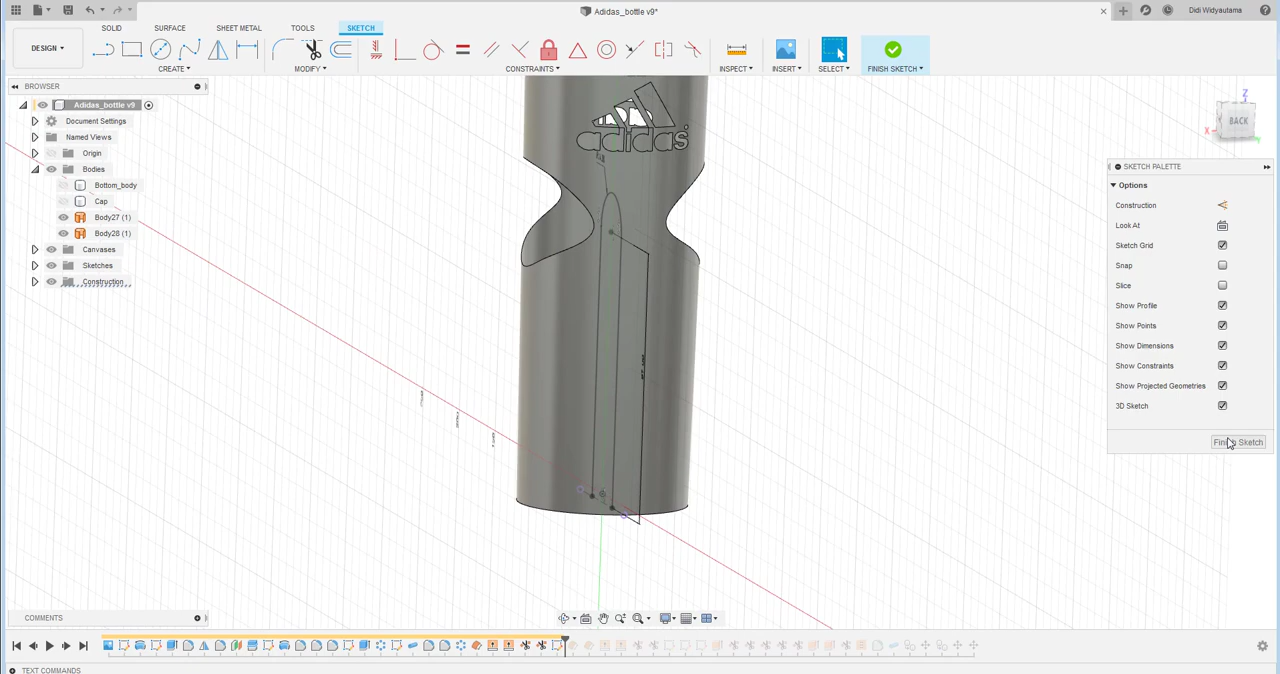 Adidas_bottle v9*
Didi Widyautama
SOLID
SURFACE
SHEET METAL
TOOLS
SKETCH
DESIGN
CREATE
MODIFY
CONSTRAINTS
INSPECT
INSERT
SELECT
FINISH SKETCH
BROWSER
Adidas_bottle v9
Document Settings
Named Views
Origin
Bodies
Bottom_body
Cap
Body27 (1)
Body28 (1)
Canvases
Sketches
Construction
adidas
Z
BACK
X
SKETCH PALETTE
Options
Construction
Look At
Sketch Grid
Snap
Slice
Show Profile
Show Points
Show Dimensions
Show Constraints
Show Projected Geometries
3D Sketch
Finish Sketch
COMMENTS
TEXT COMMANDS